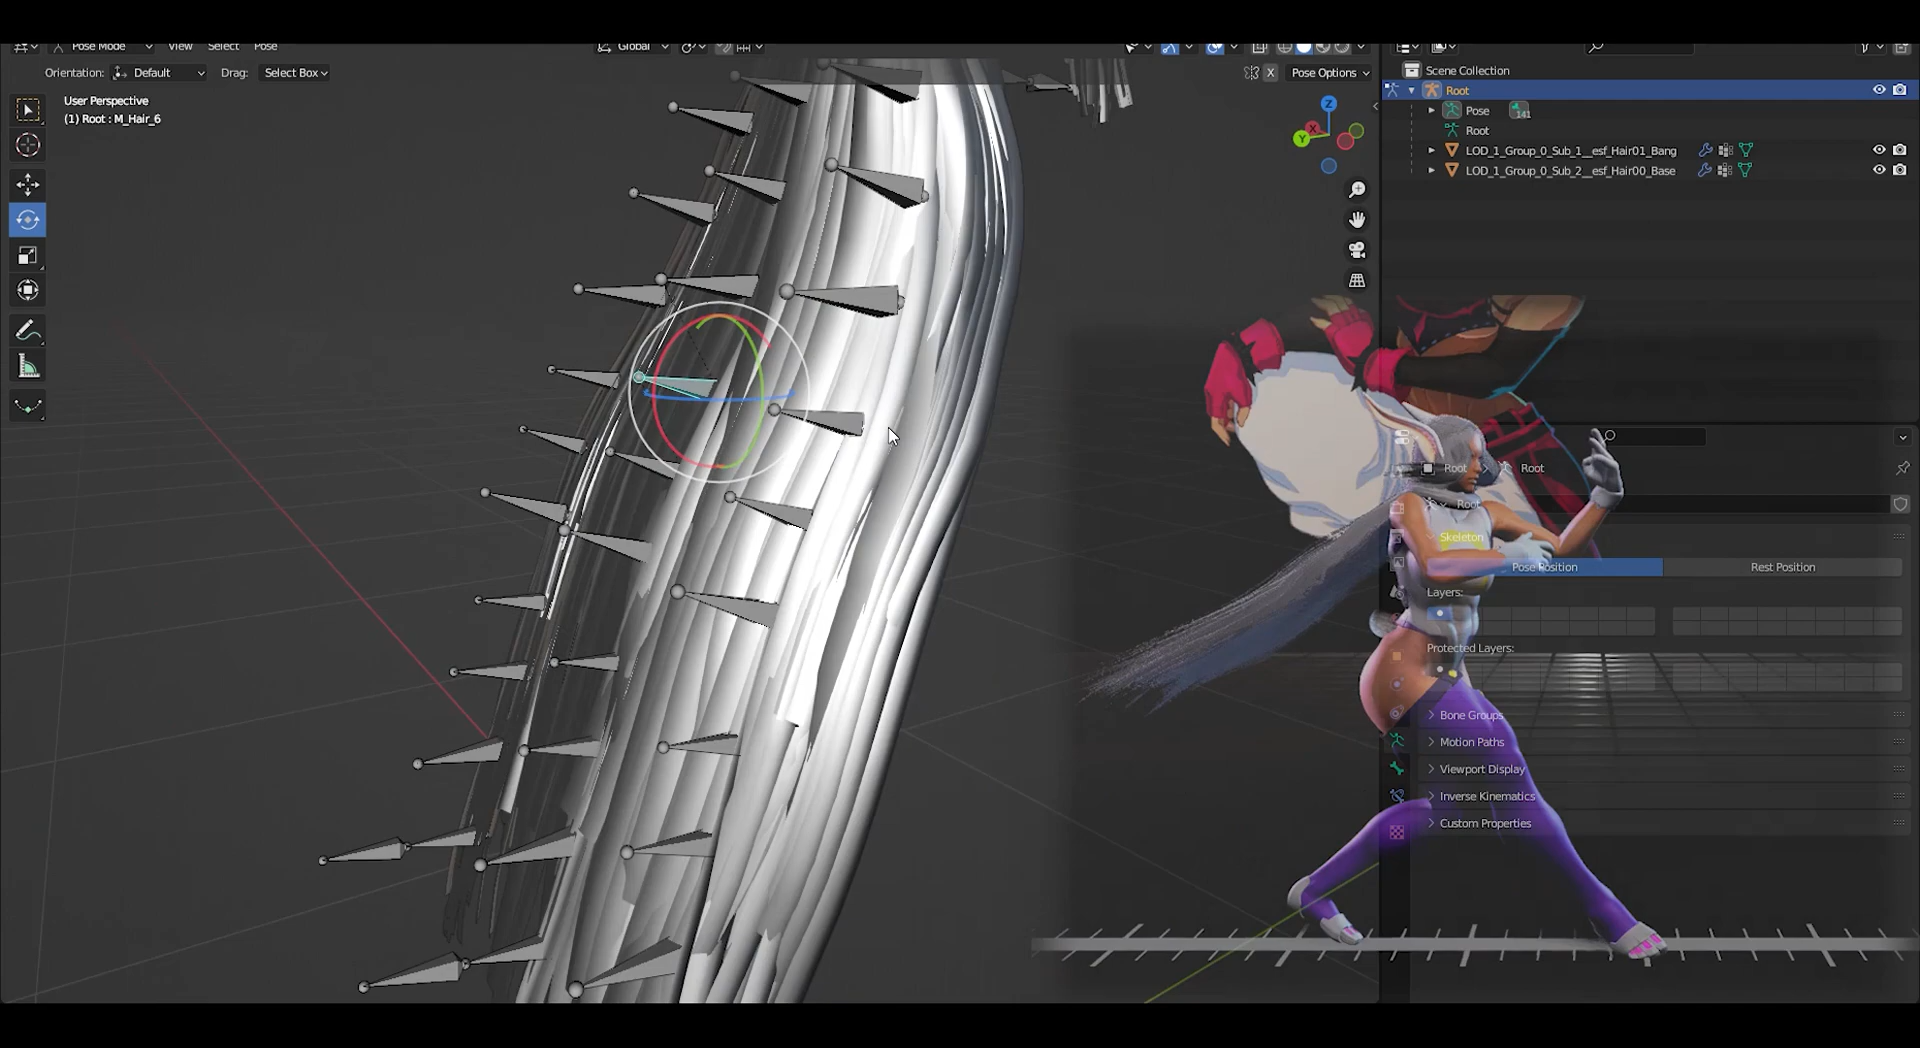 Pose Mode View Select Pose Global
Orientation: Default Drag: Select Box X Pose Options
User Perspective
(1) Root : M_Hair_6
Z
X
Y
Scene Collection
Root
Pose 141
Root
LOD_1_Group_0_Sub_1__esf_Hair01_Bang
LOD_1_Group_0_Sub_2__esf_Hair00_Base
Root Root
Root
Skeleton
Pose Position Rest Position
Layers:
Protected Layers:
Bone Groups
Motion Paths
Viewport Display
Inverse Kinematics
Custom Properties